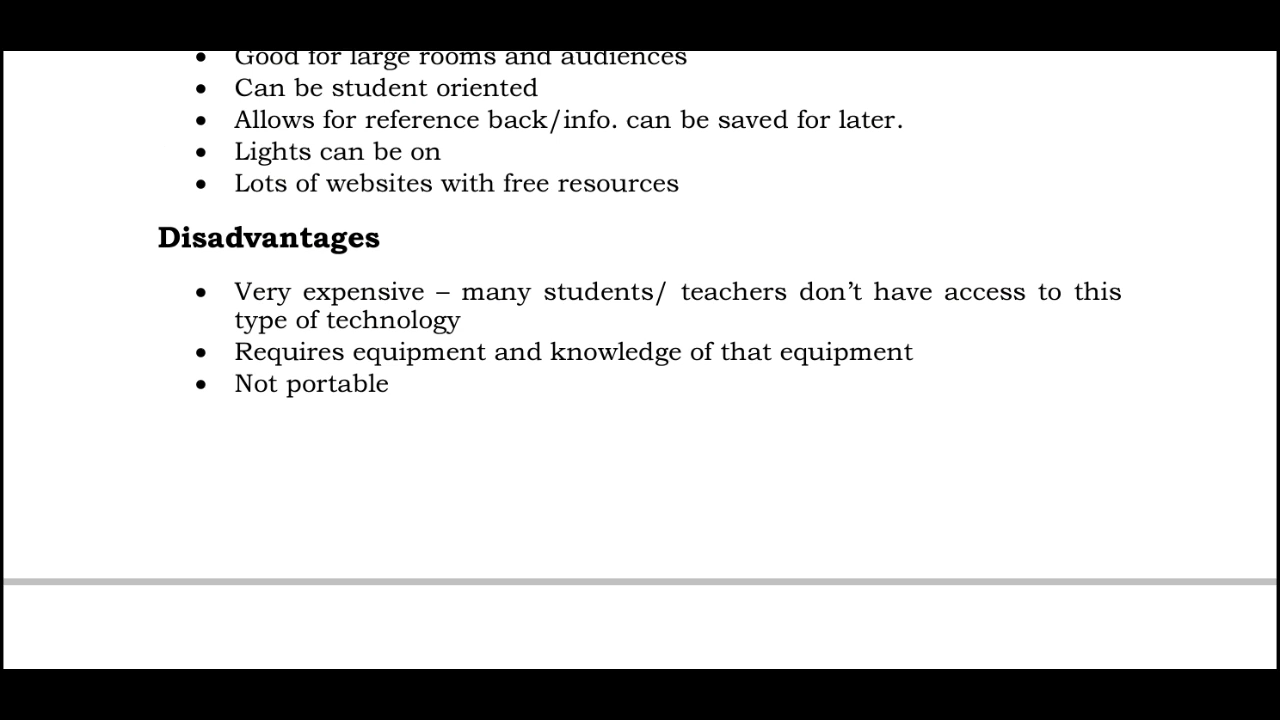 • Good for large rooms and audiences
• Can be student oriented
• Allows for reference back/info. can be saved for later.
• Lights can be on
• Lots of websites with free resources
Disadvantages
• Very expensive – many students/ teachers don’t have access to this
type of technology
• Requires equipment and knowledge of that equipment
• Not portable